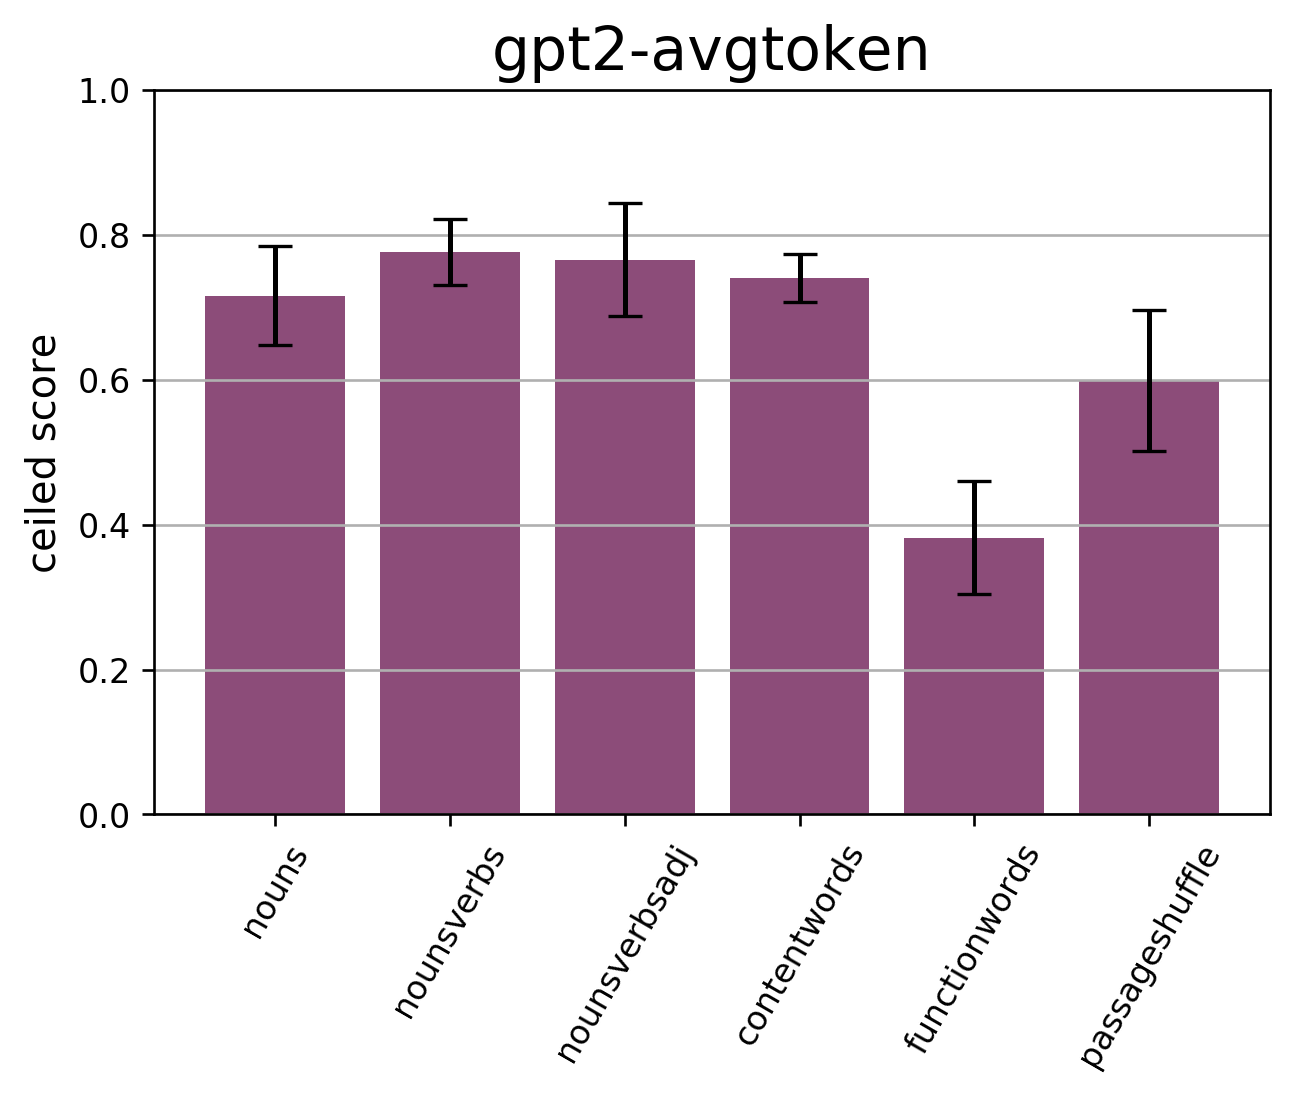 gpt2-avgtoken
1.0
0.8
0.6
0.4
0.2
0.0
ceiled score
nouns
nounsverbs
nounsverbsadj
contentwords
functionwords
passageshuffle